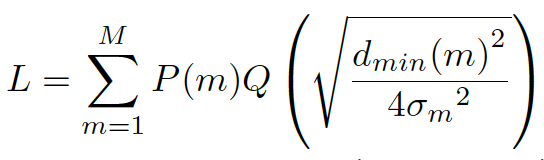 L = \sum_{m=1}^{M} P(m) Q \left( \sqrt{\frac{d_{min}(m)^2}{4{\sigma_m}^2}} \right)